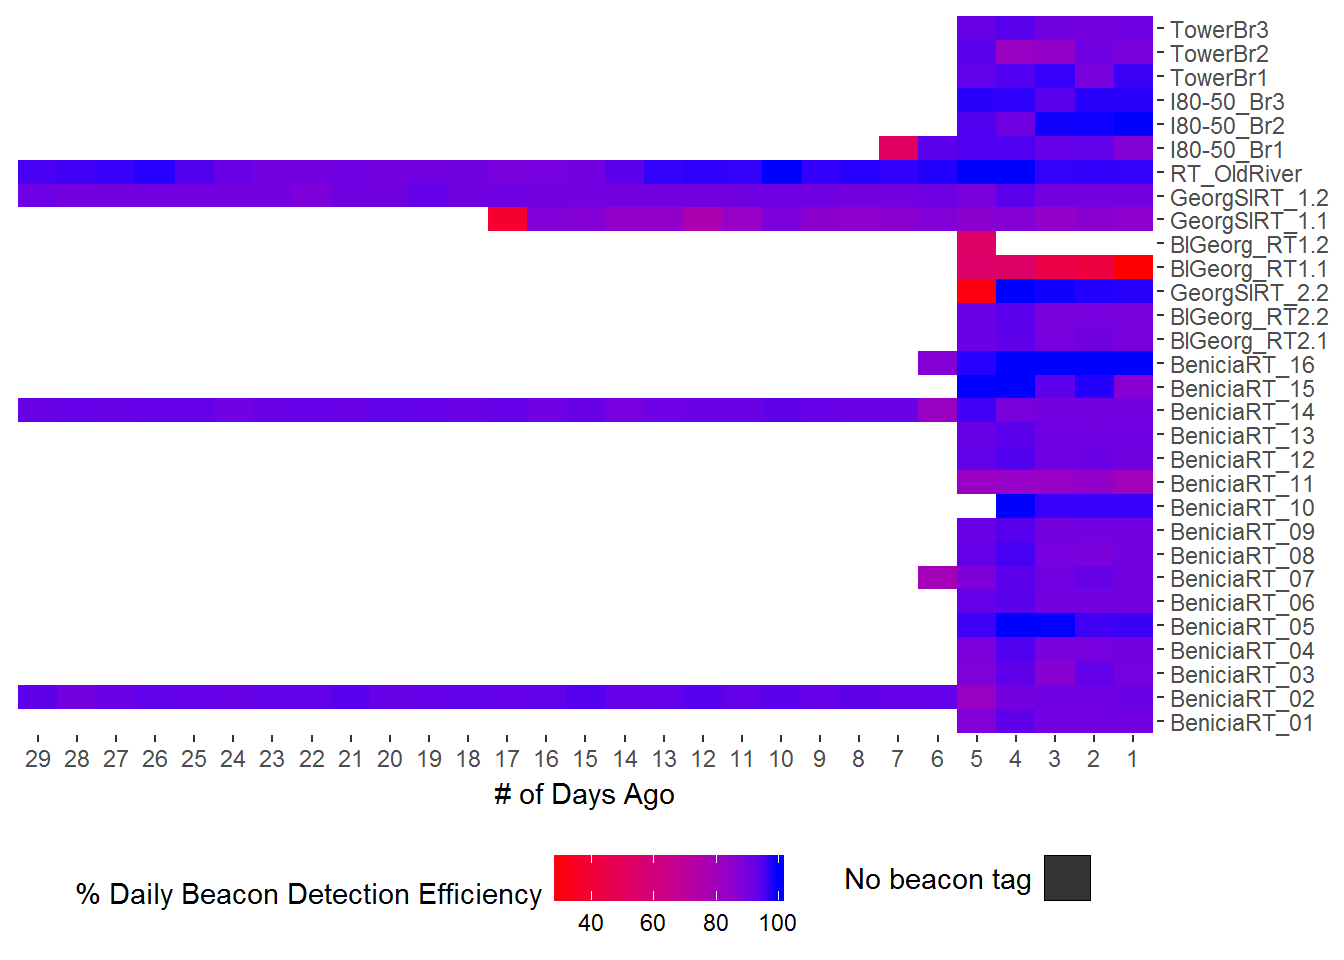 TowerBr3
TowerBr2
TowerBr1
I80-50_Br3
I80-50_Br2
I80-50_Br1
RT_OldRiver
GeorgSlRT_1.2
GeorgSlRT_1.1
BlGeorg_RT1.2
BlGeorg_RT1.1
GeorgSlRT_2.2
BlGeorg_RT2.2
BlGeorg_RT2.1
BeniciaRT_16
BeniciaRT_15
BeniciaRT_14
BeniciaRT_13
BeniciaRT_12
BeniciaRT_11
BeniciaRT_10
BeniciaRT_09
BeniciaRT_08
BeniciaRT_07
BeniciaRT_06
BeniciaRT_05
BeniciaRT_04
BeniciaRT_03
BeniciaRT_02
BeniciaRT_01
29 28 27 26 25 24 23 22 21 20 19 18 17 16 15 14 13 12 11 10 9 8 7 6 5 4 3 2 1
# of Days Ago
% Daily Beacon Detection Efficiency
40 60 80 100
No beacon tag